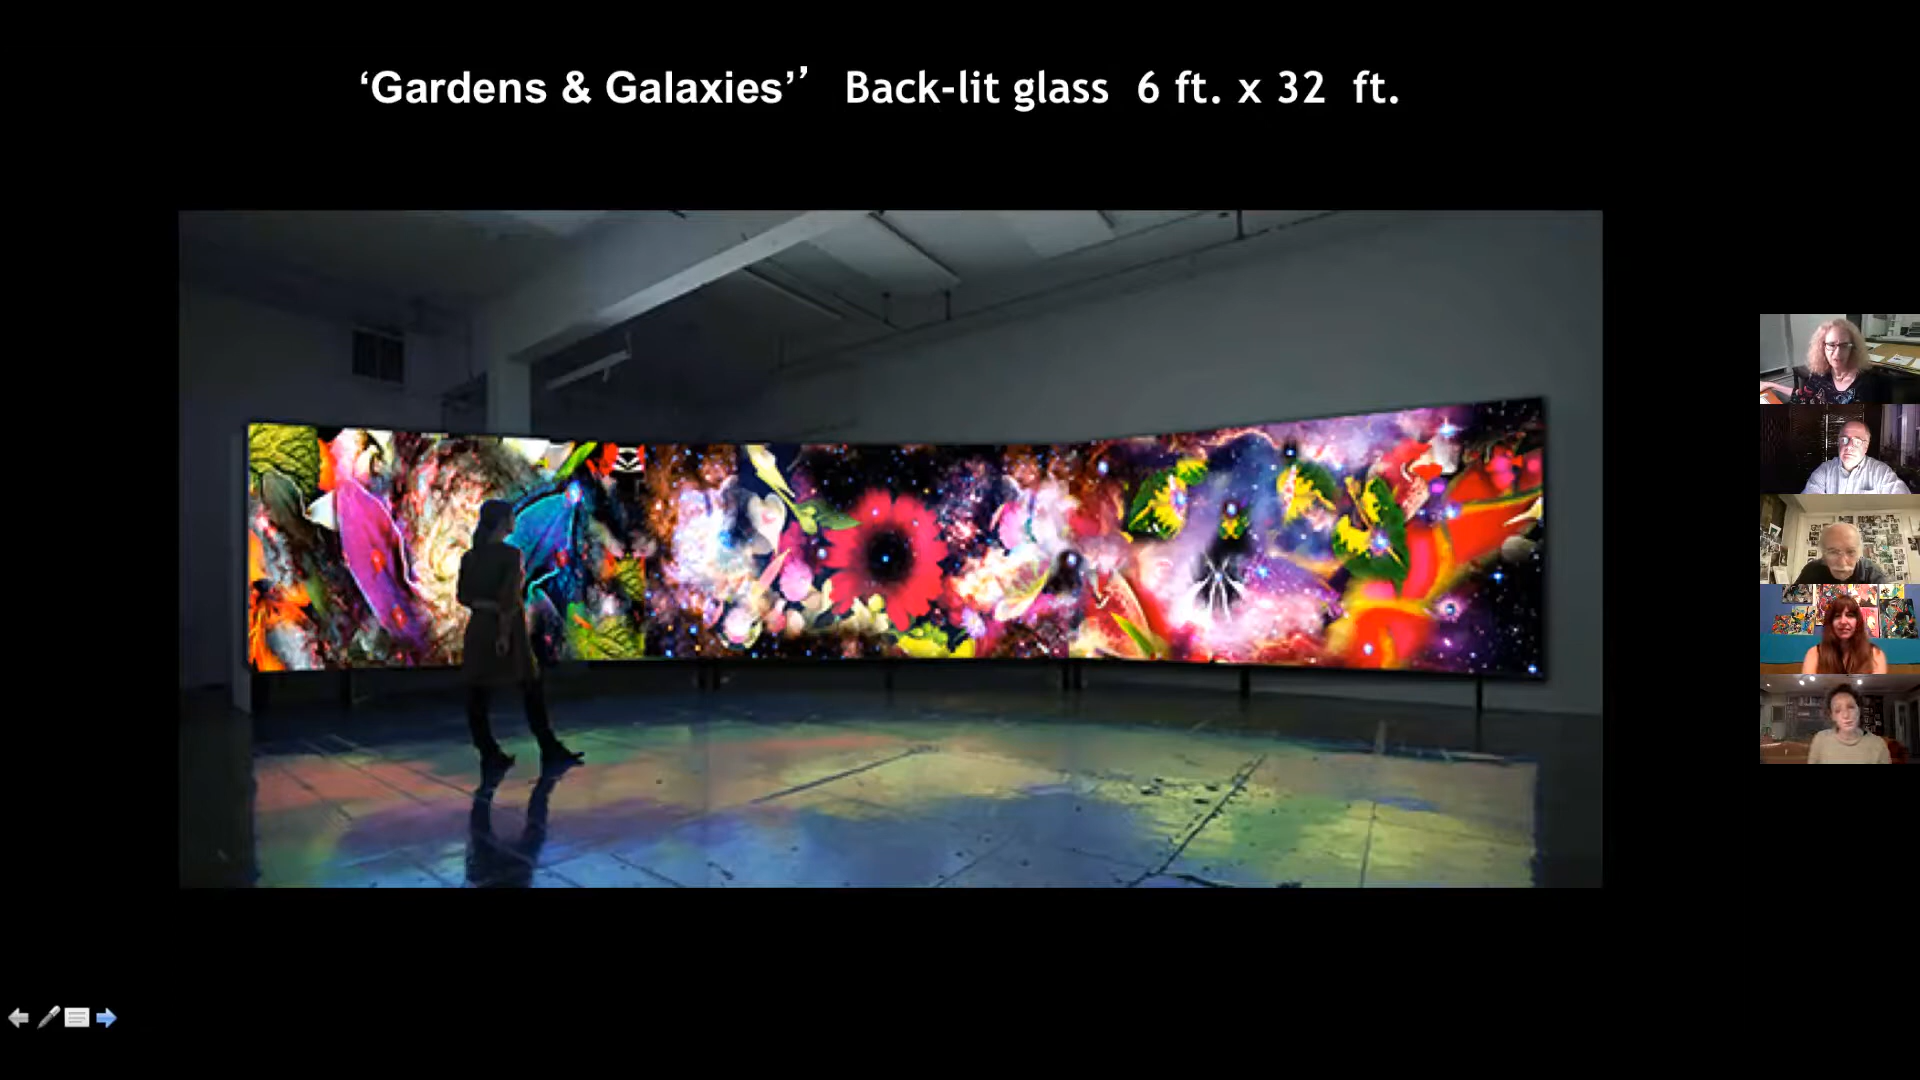 ‘Gardens & Galaxies’’ Back-lit glass 6 ft. x 32 ft.